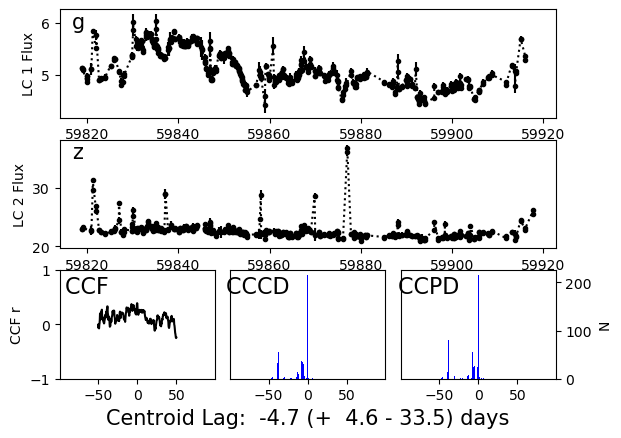 g
LC 1 Flux
6
5
59820 59840 59860 59880 59900 59920
z
LC 2 Flux
30
20
59820 59840 59860 59880 59900 59920
CCF
CCF r
1
0
−1
−50 0 50
CCCD
−50 0 50
CCPD
−50 0 50
200
100
0
N
Centroid Lag: -4.7 (+ 4.6 - 33.5) days